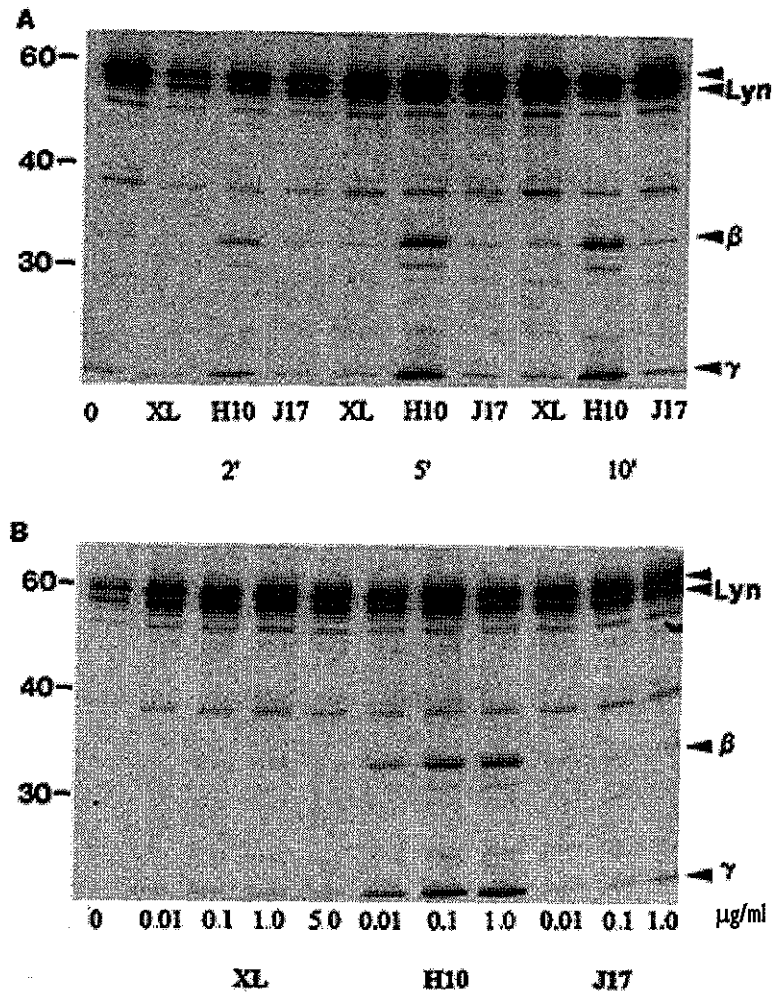 A
60-
Lyn
40-
β
30-
γ
0 XL H10 J17 XL H10 J17 XL H10 J17
2' 5' 10'
B
60-
Lyn
40-
β
30-
γ
0 0.01 0.1 1.0 5.0 0.01 0.1 1.0 0.01 0.1 1.0 µg/ml
XL H10 J17